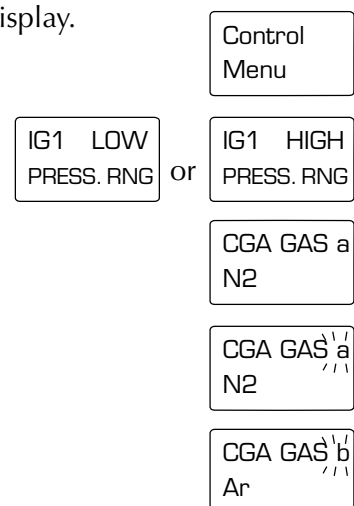 isplay.
Control
Menu
IG1 LOW
PRESS. RNG
or
IG1 HIGH
PRESS. RNG
CGA GAS a
N2
CGA GAS a
N2
CGA GAS b
Ar